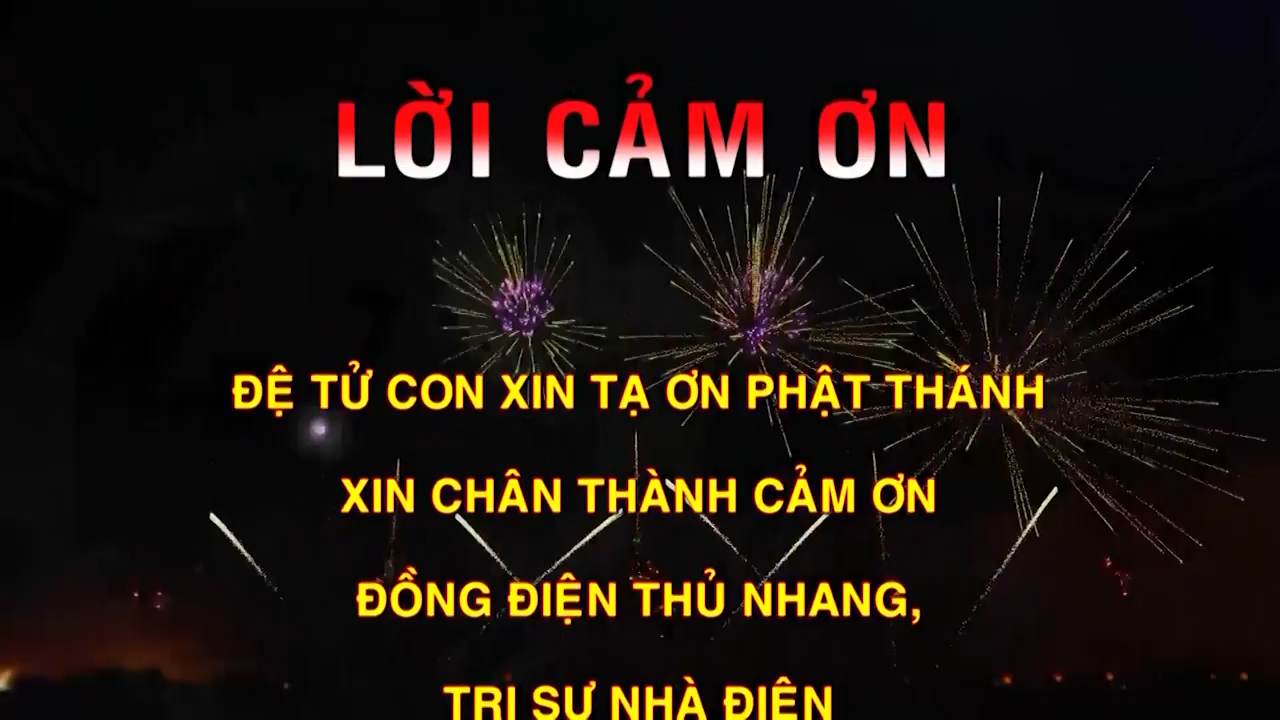 LỜI CẢM ƠN
ĐỆ TỬ CON XIN TẠ ƠN PHẬT THÁNH
XIN CHÂN THÀNH CẢM ƠN
ĐỒNG ĐIỆN THỦ NHANG,
TRỊ SỰ NHÀ ĐIỆN